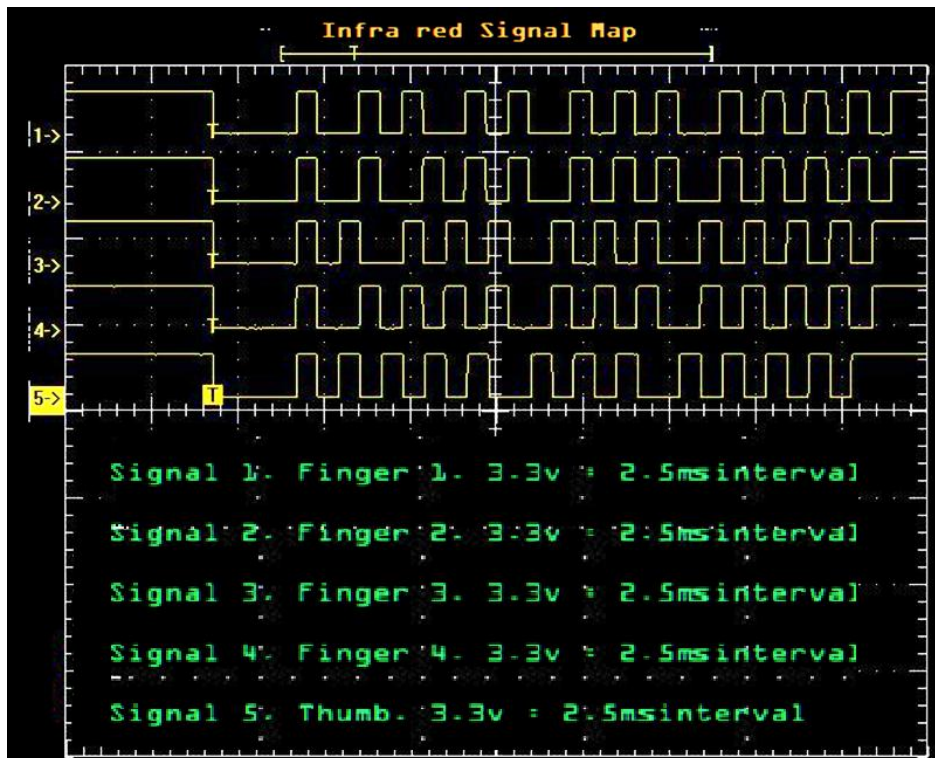 Infra red Signal Map
T
1->
T
2->
T
3->
T
4->
T
5->
T
Signal 1. Finger 1. 3.3v = 2.5msinterval
Signal 2. Finger 2. 3.3v = 2.5msinterval
Signal 3. Finger 3. 3.3v = 2.5msinterval
Signal 4. Finger 4. 3.3v = 2.5msinterval
Signal 5. Thumb. 3.3v = 2.5msinterval